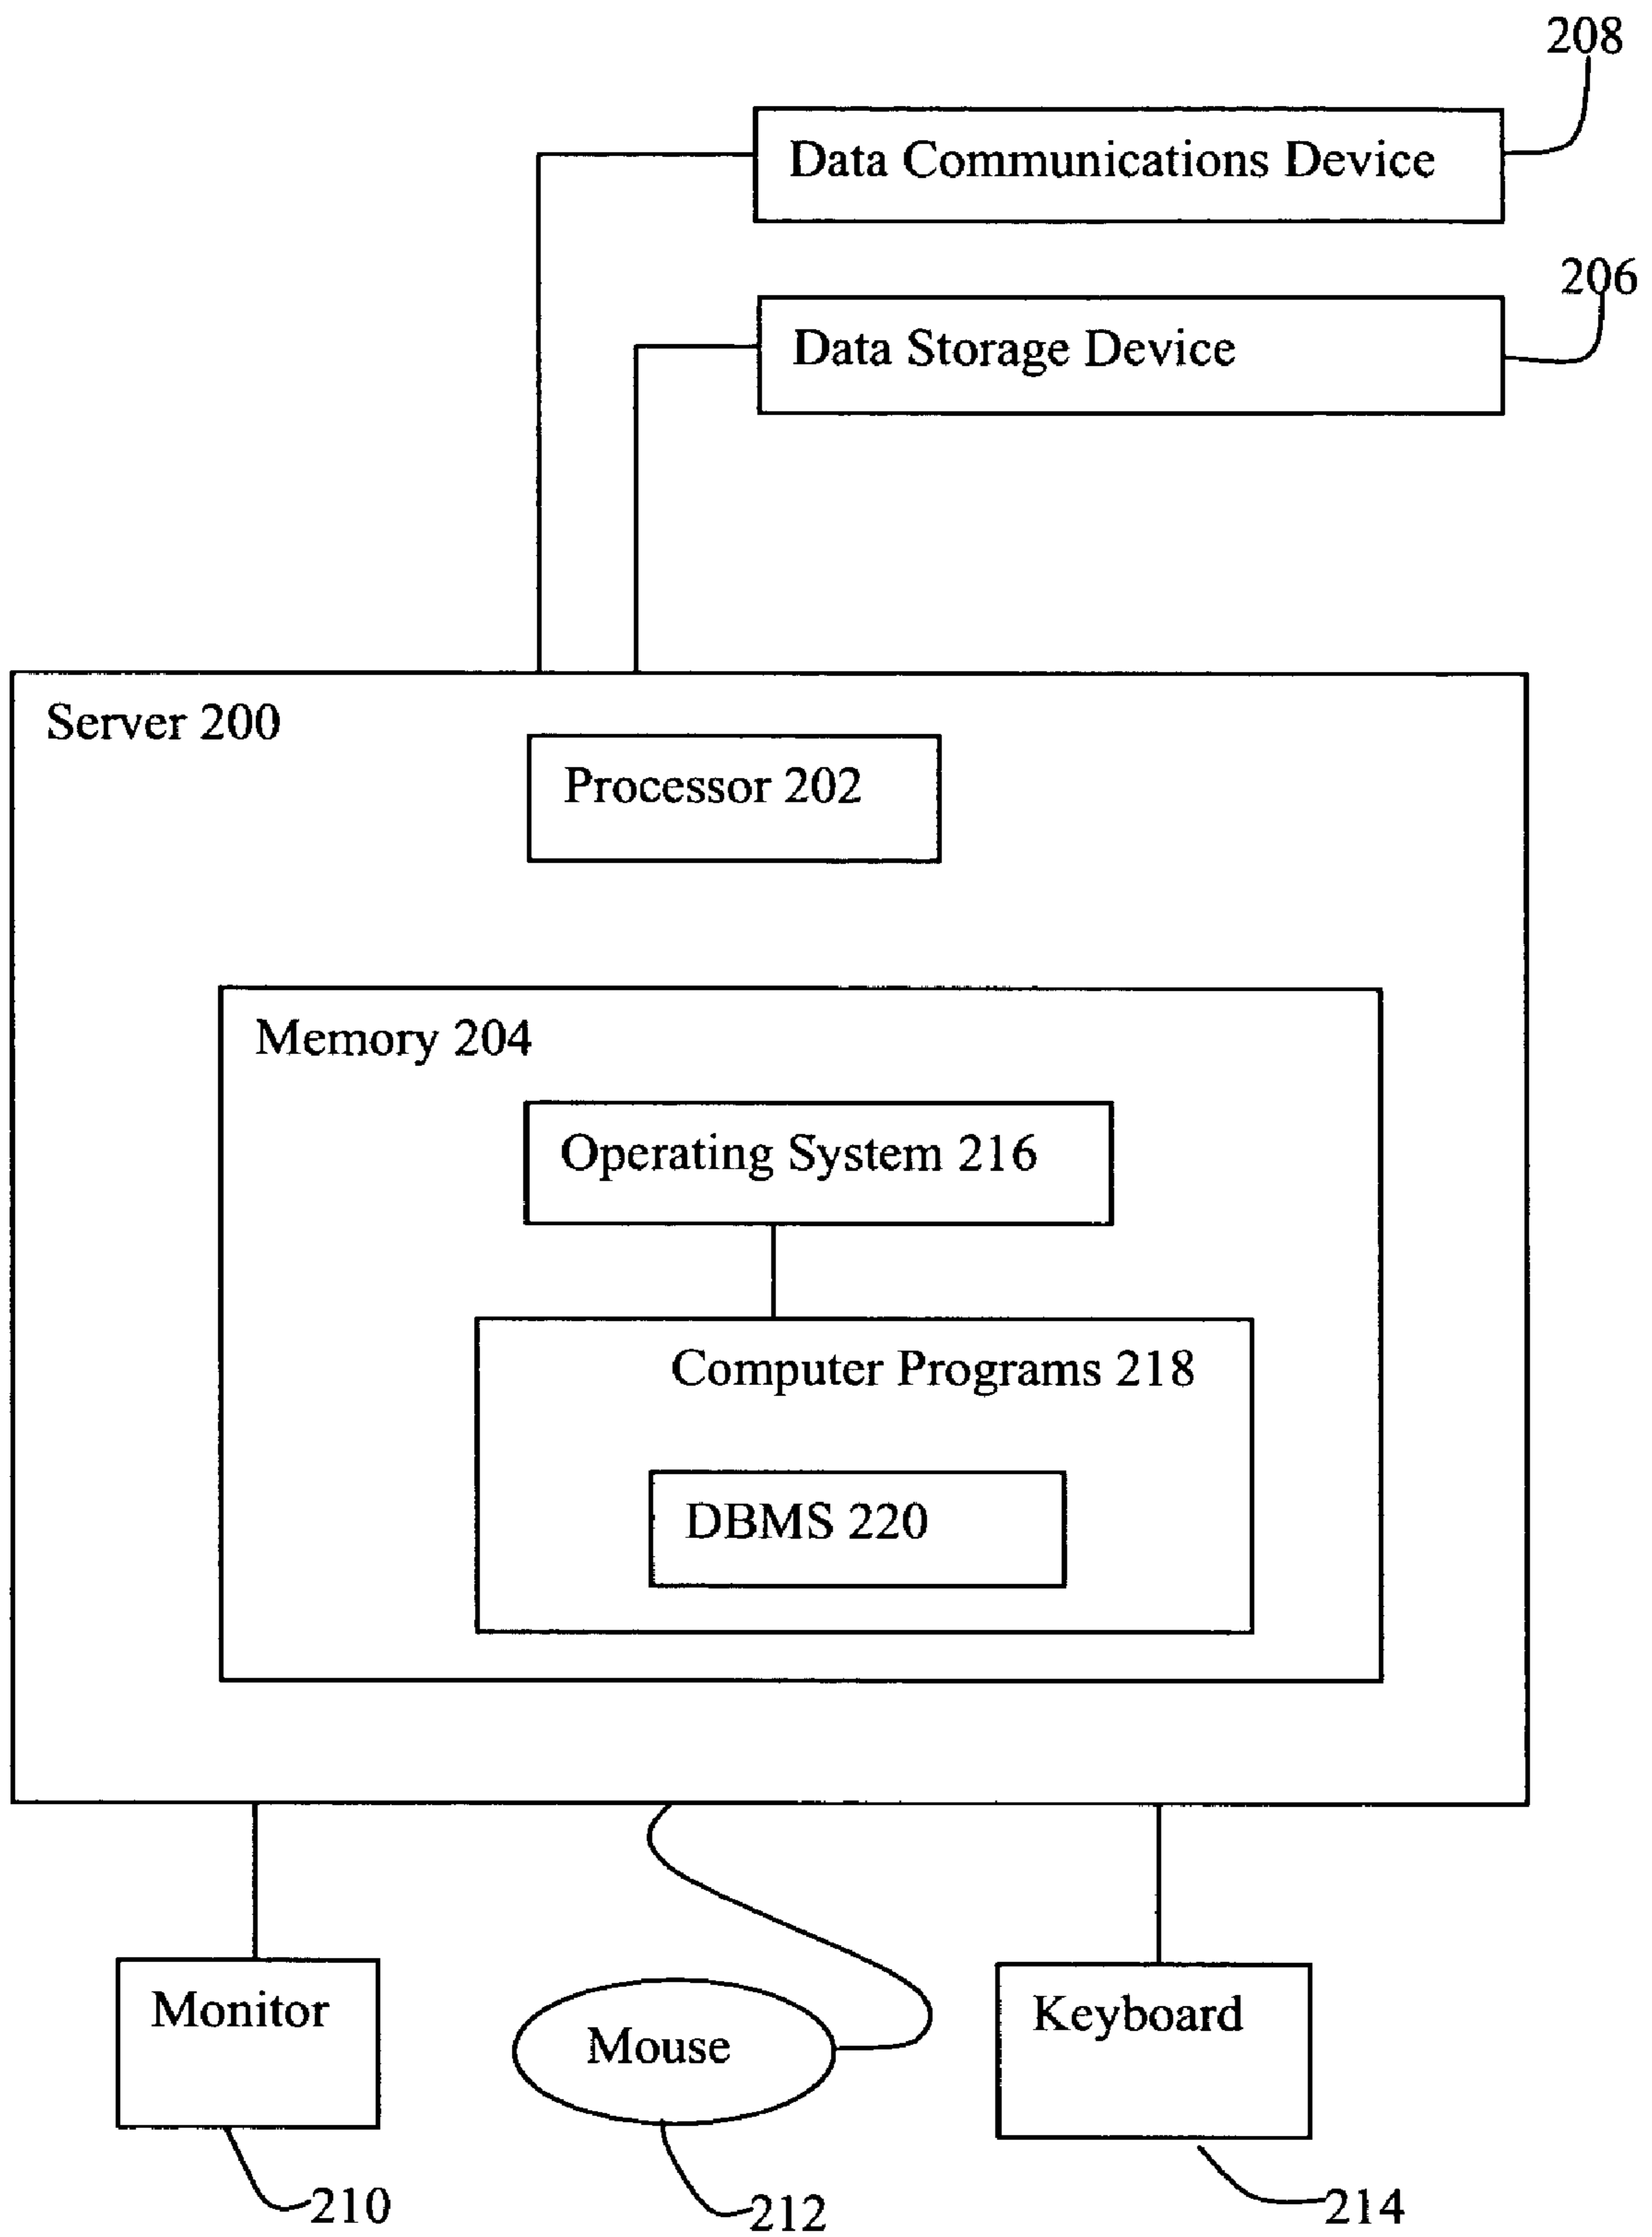 208
Data Communications Device
206
Data Storage Device
Server 200
Processor 202
Memory 204
Operating System 216
Computer Programs 218
DBMS 220
Monitor
Mouse
Keyboard
210
212
214